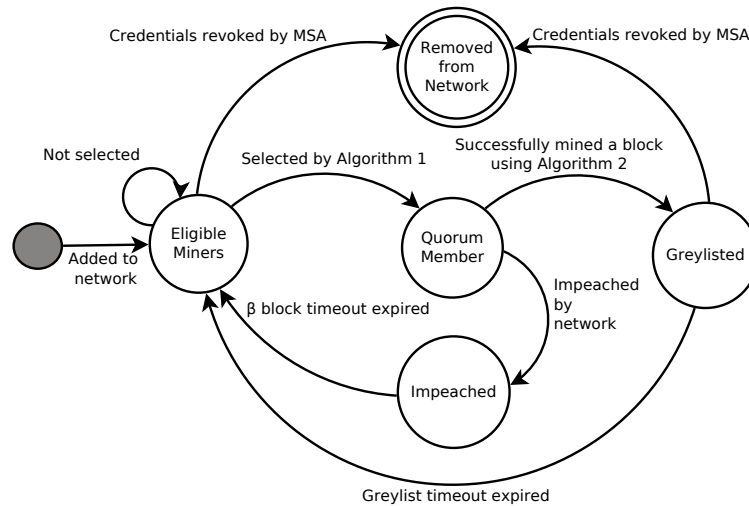 Credentials revoked by MSA
Removed
from
Network
Credentials revoked by MSA
Not selected
Selected by Algorithm 1
Successfully mined a block
using Algorithm 2
Eligible
Miners
Quorum
Member
Greylisted
Added to
network
Impeached
by
network
β block timeout expired
Impeached
Greylist timeout expired